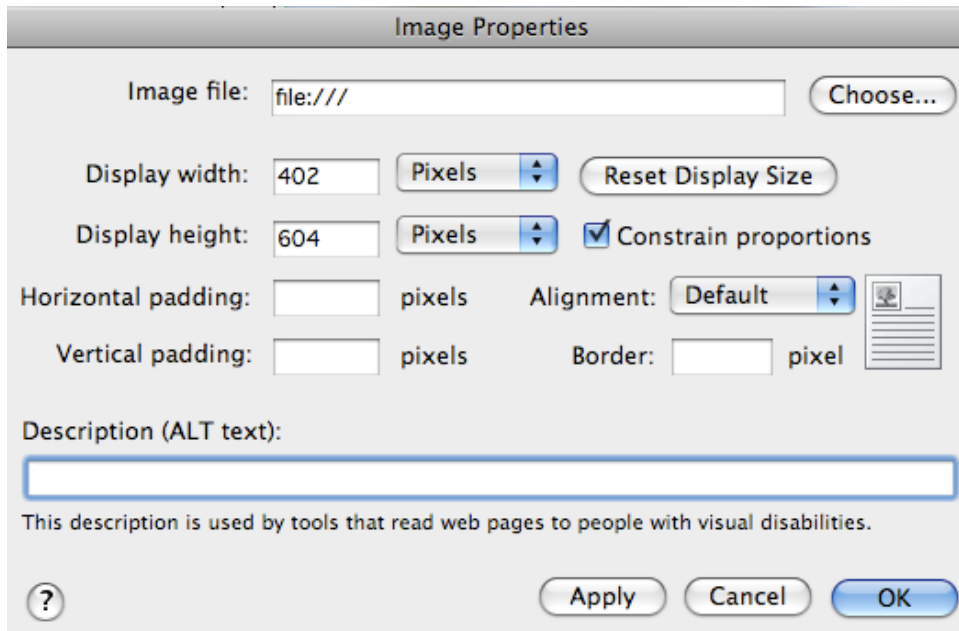 Image Properties
Image file: file:/// Choose...
Display width: 402 Pixels Reset Display Size
Display height: 604 Pixels Constrain proportions
Horizontal padding: pixels Alignment: Default
Vertical padding: pixels Border: pixel
Description (ALT text):
This description is used by tools that read web pages to people with visual disabilities.
? Apply Cancel OK